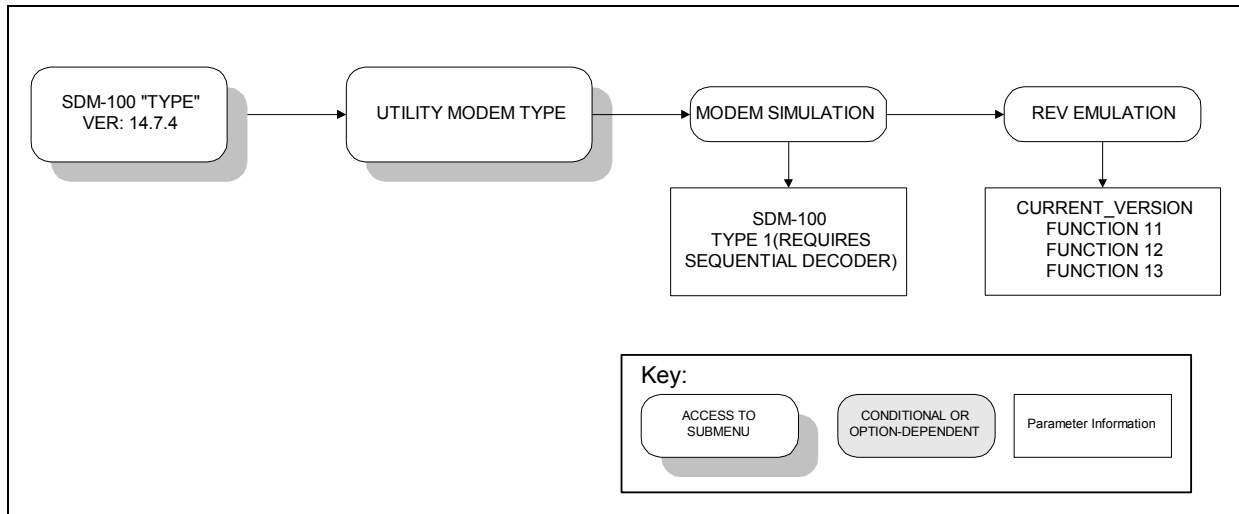 SDM-100 "TYPE"
VER: 14.7.4
UTILITY MODEM TYPE
MODEM SIMULATION
REV EMULATION
SDM-100
TYPE 1(REQUIRES
SEQUENTIAL DECODER)
CURRENT_VERSION
FUNCTION 11
FUNCTION 12
FUNCTION 13
Key:
ACCESS TO
SUBMENU
CONDITIONAL OR
OPTION-DEPENDENT
Parameter Information